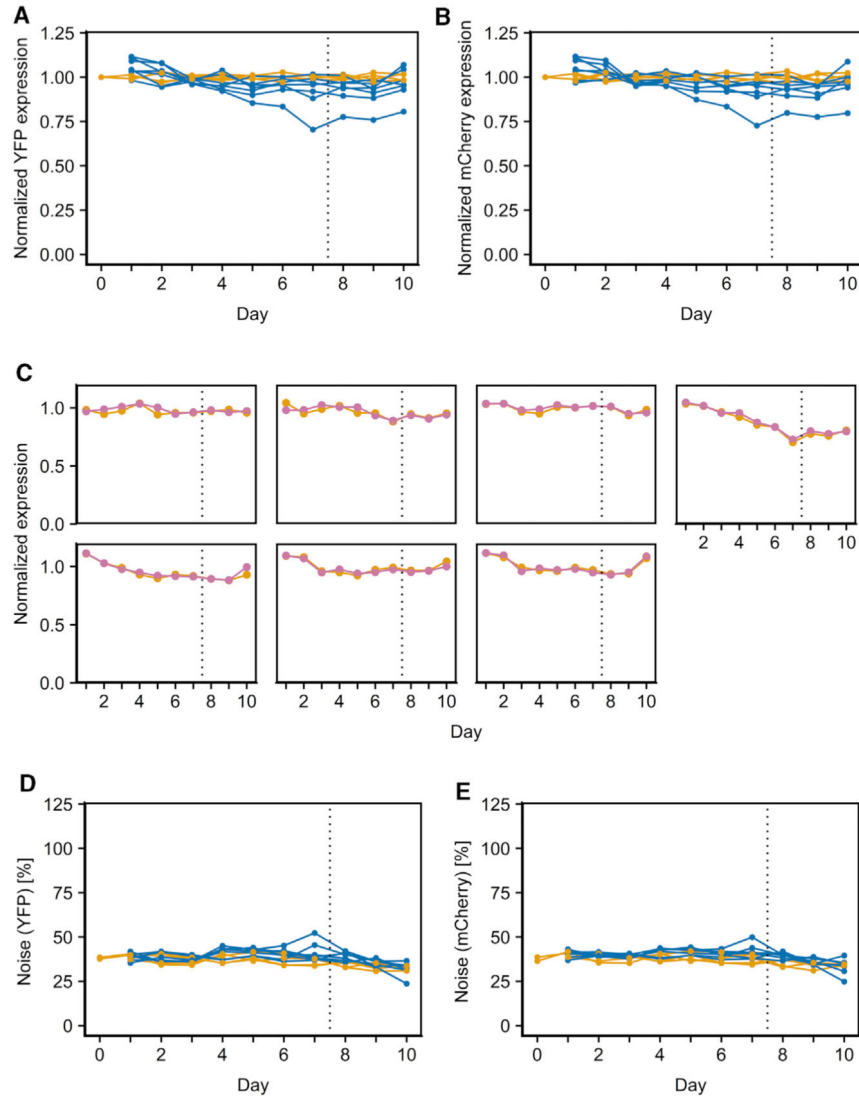 A
Normalized YFP expression
1.25
1.00
0.75
0.50
0.25
0.00
0 2 4 6 8 10
Day
B
Normalized mCherry expression
1.25
1.00
0.75
0.50
0.25
0.00
0 2 4 6 8 10
Day
C
Normalized expression
1.0
0.5
0.0
2 4 6 8 10
1.0
0.5
0.0
2 4 6 8 10
2 4 6 8 10
2 4 6 8 10
Day
D
Noise (YFP) [%]
125
100
75
50
25
0
0 2 4 6 8 10
Day
E
Noise (mCherry) [%]
125
100
75
50
25
0
0 2 4 6 8 10
Day